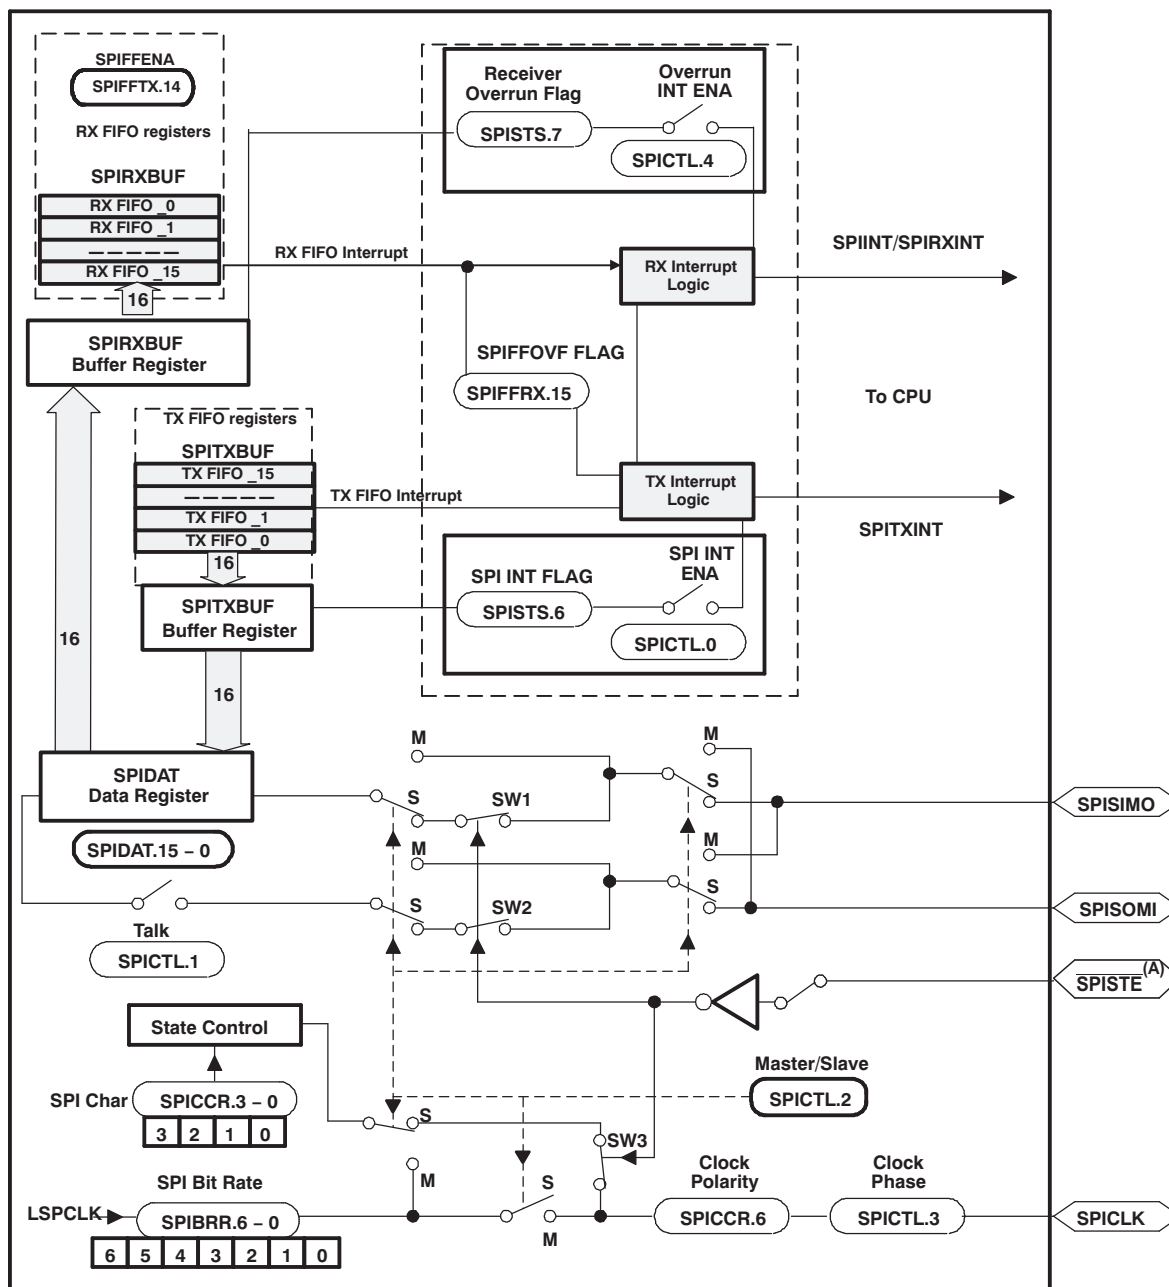 SPIFFENA
SPIFFTX.14
RX FIFO registers
SPIRXBUF
RX FIFO _0
RX FIFO _1
– – – – –
RX FIFO _15
16
SPIRXBUF
Buffer Register
Receiver
Overrun Flag
SPISTS.7
Overrun
INT ENA
SPICTL.4
RX FIFO Interrupt
RX Interrupt
Logic
SPIINT/SPIRXINT
SPIFFOVF FLAG
SPIFFRX.15
To CPU
TX FIFO registers
SPITXBUF
TX FIFO _15
– – – – –
TX FIFO _1
TX FIFO _0
16
TX FIFO Interrupt
TX Interrupt
Logic
SPITXINT
SPITXBUF
Buffer Register
SPI INT FLAG
SPISTS.6
SPI INT
ENA
SPICTL.0
16
16
SPIDAT
Data Register
SPIDAT.15 – 0
M
S
SW1
M
S
SPISIMO
M
S
SW2
M
S
SPISOMI
Talk
SPICTL.1
SPISTE (A)
State Control
SPI Char
SPICCR.3 – 0
3 2 1 0
Master/Slave
SPICTL.2
S
M
SW3
SPI Bit Rate
LSPCLK
SPIBRR.6 – 0
6 5 4 3 2 1 0
S
M
Clock
Polarity
SPICCR.6
Clock
Phase
SPICTL.3
SPICLK